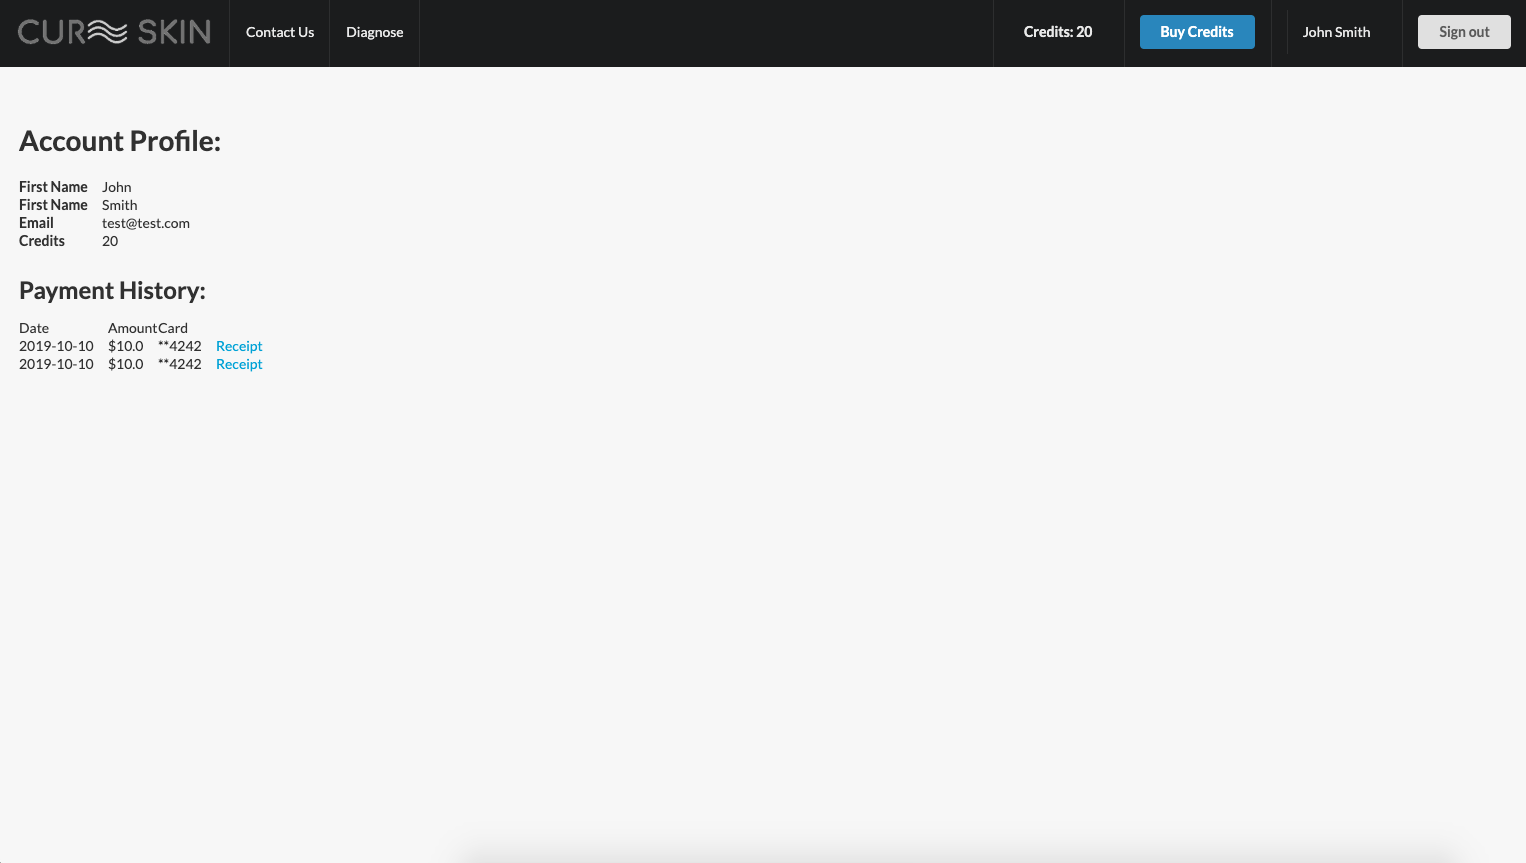 CURE SKIN Contact Us Diagnose Credits: 20 Buy Credits John Smith Sign out
Account Profile:
First Name John
First Name Smith
Email test@test.com
Credits 20
Payment History:
Date Amount Card
2019-10-10 $10.0 **4242 Receipt
2019-10-10 $10.0 **4242 Receipt